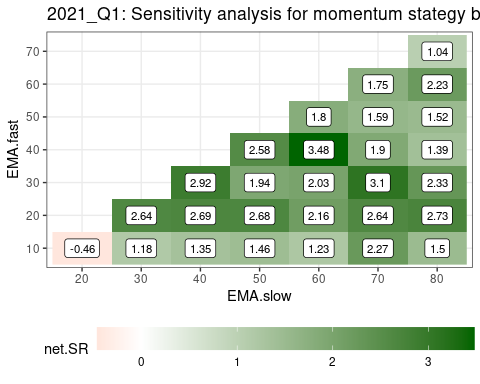 2021_Q1: Sensitivity analysis for momentum stategy b
70 1.04
60 1.75 2.23
50 1.8 1.59 1.52
EMA.fast
40 2.58 3.48 1.9 1.39
30 2.92 1.94 2.03 3.1 2.33
20 2.64 2.69 2.68 2.16 2.64 2.73
10 -0.46 1.18 1.35 1.46 1.23 2.27 1.5
20 30 40 50 60 70 80
EMA.slow
net.SR
0 1 2 3